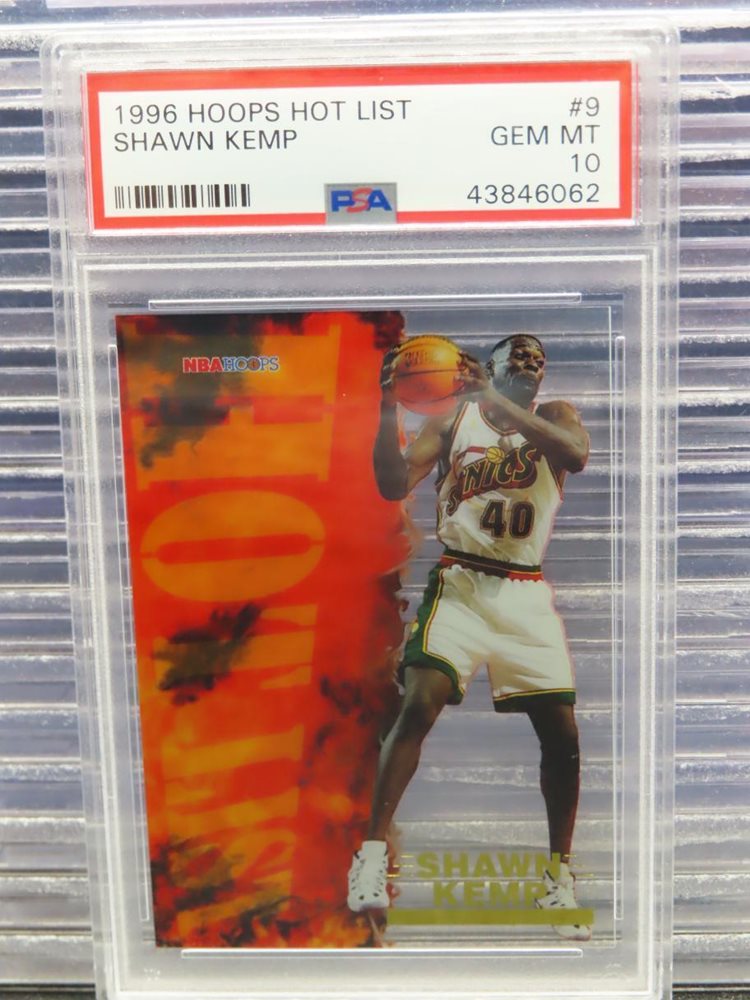 1996 HOOPS HOT LIST #9
SHAWN KEMP GEM MT
10
PSA 43846062
NBA HOOPS
HOT LIST
SONICS
40
SHAWN
KEMP